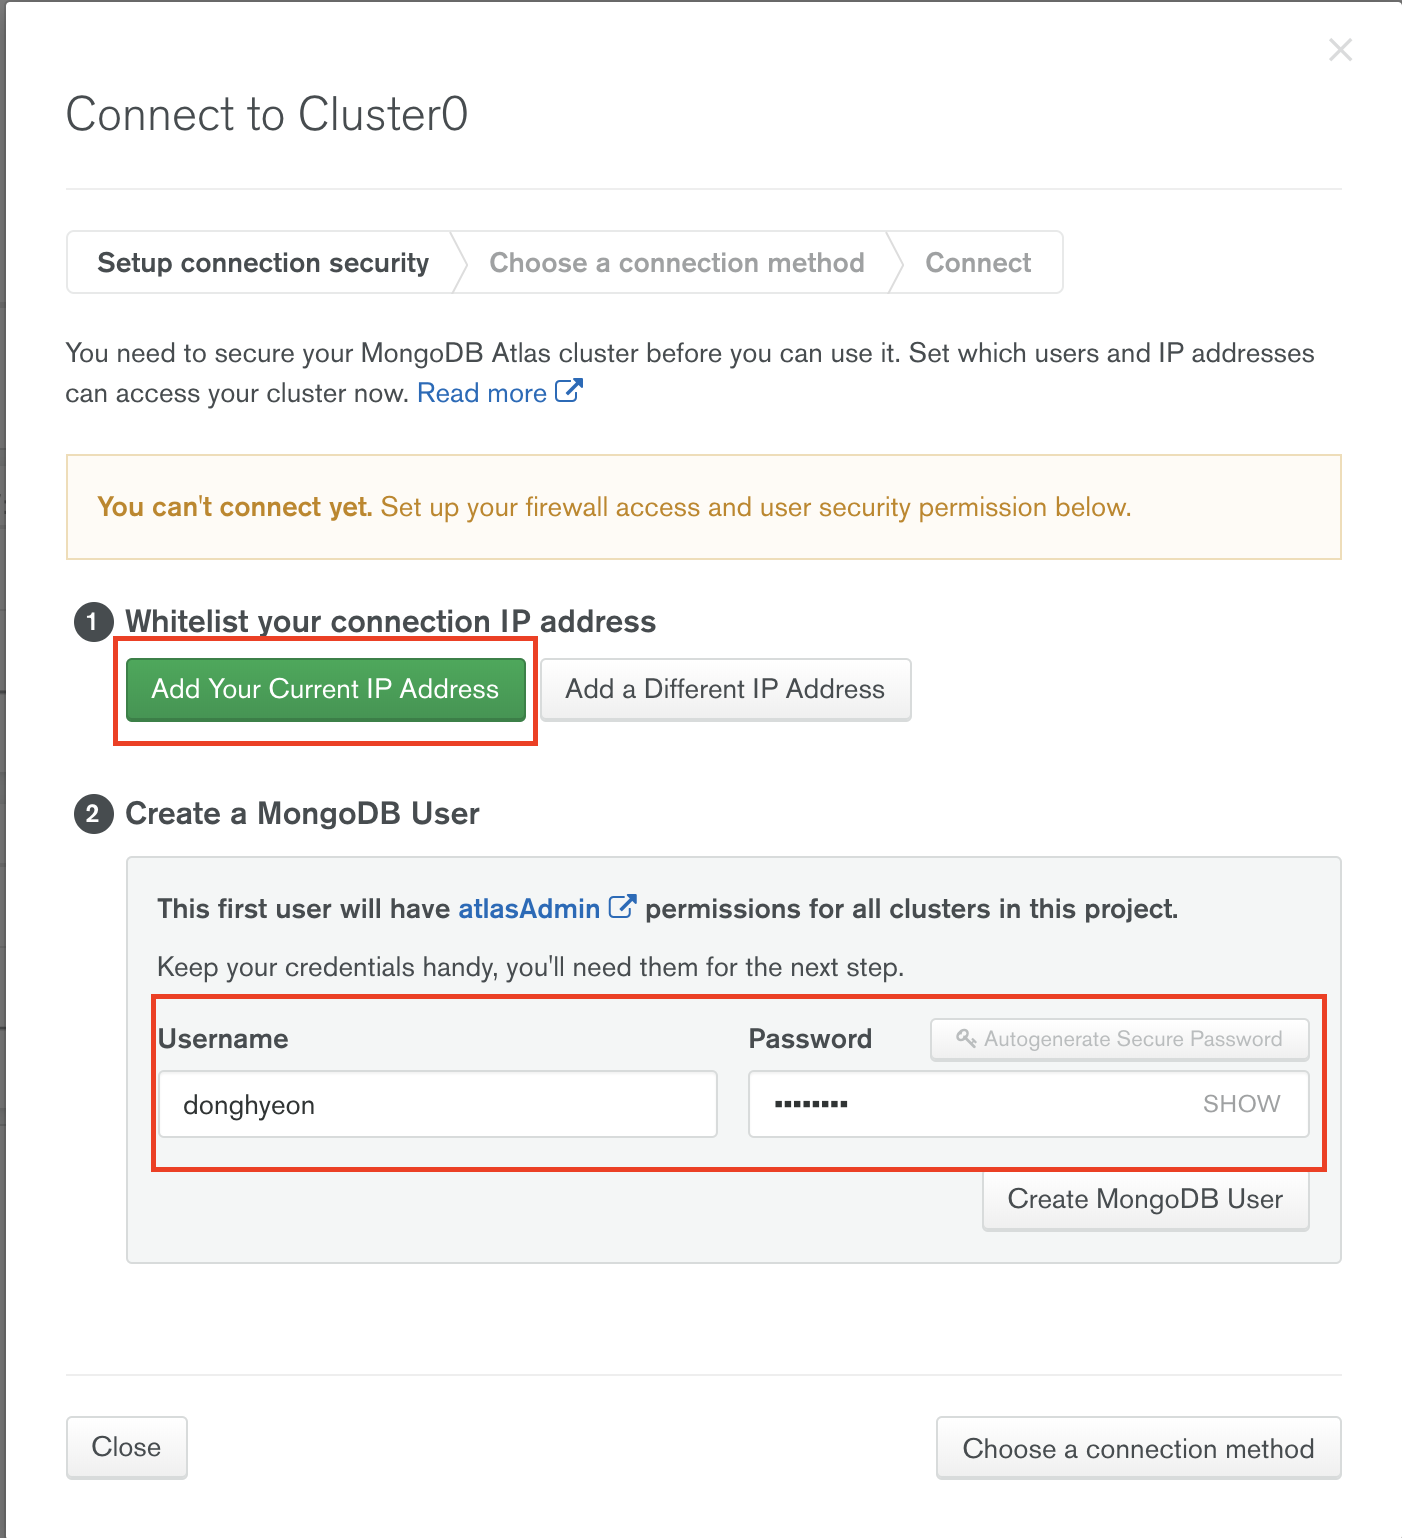 Connect to Cluster0
Setup connection security
Choose a connection method
Connect
You need to secure your MongoDB Atlas cluster before you can use it. Set which users and IP addresses
can access your cluster now. Read more
You can't connect yet. Set up your firewall access and user security permission below.
1 Whitelist your connection IP address
Add Your Current IP Address
Add a Different IP Address
2 Create a MongoDB User
This first user will have atlasAdmin permissions for all clusters in this project.
Keep your credentials handy, you'll need them for the next step.
Username
Password
Autogenerate Secure Password
donghyeon
••••••••
SHOW
Create MongoDB User
Close
Choose a connection method